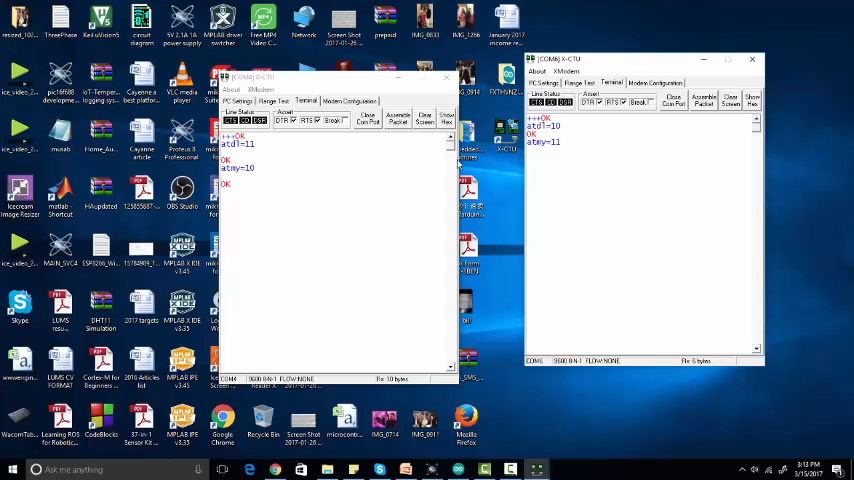 resized_102...
ThreePhase
Keil uVision5
circuit diagram
5V 2.1A 1A power supply
MPLAB driver switcher
Free MP4 Video C...
Network
Screen Shot 2017-01-26 ...
prepaid
IMG_0833
IMG_1266
January 2017 income re...
ice_video_2...
pic16f688 developme...
IoT-Temper... logging sys...
Cayenne a best platfo...
VLC media player
ice_video_2...
musab
Home_Au...
Cayenne article
Proteus 8 Professional
Icecream Image Resizer
matlab - Shortcut
HAupdated
125855887-...
OBS Studio
ice_video_2...
MAIN_SVC4
ESP8266_Wi...
15784909_1...
MPLAB X IDE v3.45
Skype
LUMS resu...
DHT11 Simulation
2017 targets
MPLAB X IDE v3.45
wwwengin...
LUMS CV FORMAT
Cortex-M for Beginners ...
2016 Articles list
MPLAB IPE v3.35
WacomTab...
Learning ROS for Robotic...
CodeBlocks
37-in-1 Sensor Kit ...
MPLAB IPE v3.35
Google Chrome
Recycle Bin
Screen Shot 2017-01-26 ...
microcontr...
IMG_0714
IMG_0911
Mozilla Firefox
X-CTU
[COM4] X-CTU
About XModem
PC Settings Range Test Terminal Modem Configuration
Line Status
CTS CD DSR
Assert
DTR RTS Break
Close Com Port
Assemble Packet
Clear Screen
Show Hex
+++OK
atdl=11
OK
atmy=10
OK
COM4 9600 8-N-1 FLOW:NONE Rx: 10 bytes
[COM6] X-CTU
About XModem
PC Settings Range Test Terminal Modem Configuration
Line Status
CTS CD DSR
Assert
DTR RTS Break
Close Com Port
Assemble Packet
Clear Screen
Show Hex
+++OK
atdl=10
OK
atmy=11
COM6 9600 8-N-1 FLOW:NONE Rx: 6 bytes
Ask me anything
3:13 PM
3/15/2017